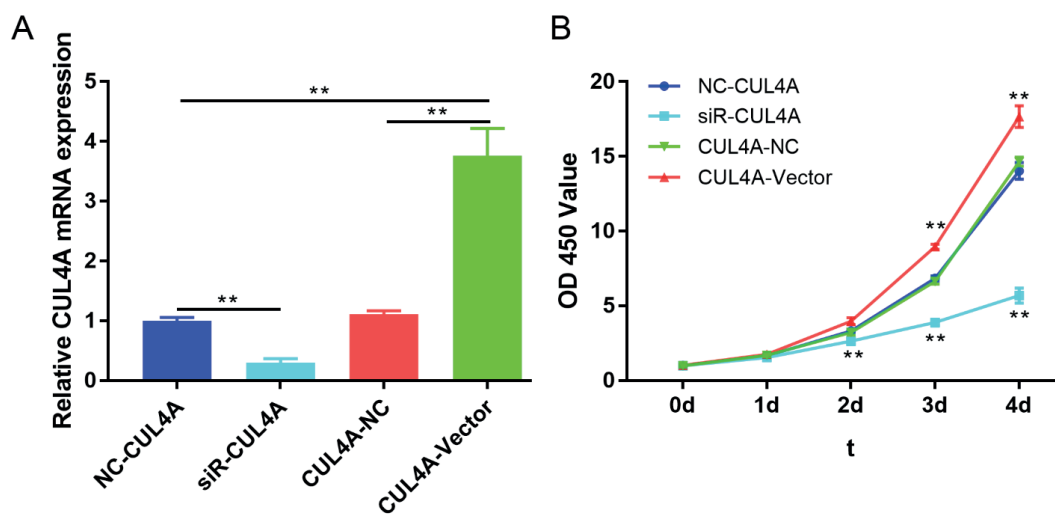 A
Relative CUL4A mRNA expression
5
4
3
2
1
0
**
**
**
NC-CUL4A
siR-CUL4A
CUL4A-NC
CUL4A-Vector
B
OD 450 Value
20
15
10
5
0
NC-CUL4A
siR-CUL4A
CUL4A-NC
CUL4A-Vector
**
**
**
**
**
0d 1d 2d 3d 4d
t